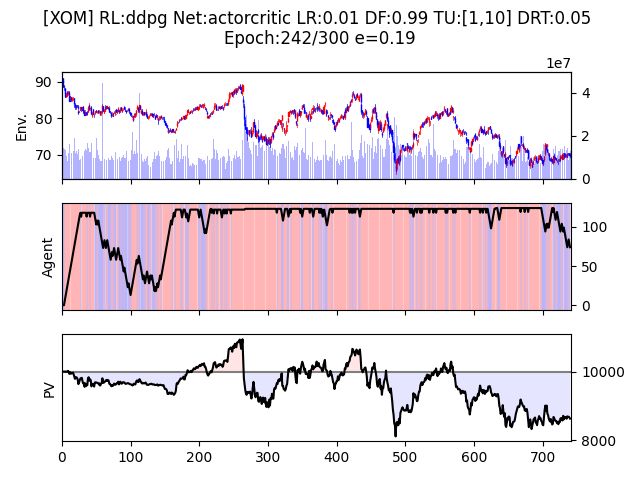 [XOM] RL:ddpg Net:actorcritic LR:0.01 DF:0.99 TU:[1,10] DRT:0.05
Epoch:242/300 e=0.19
1e7
90
80
70
Env.
4
2
0
Agent
100
50
0
PV
10000
8000
0 100 200 300 400 500 600 700